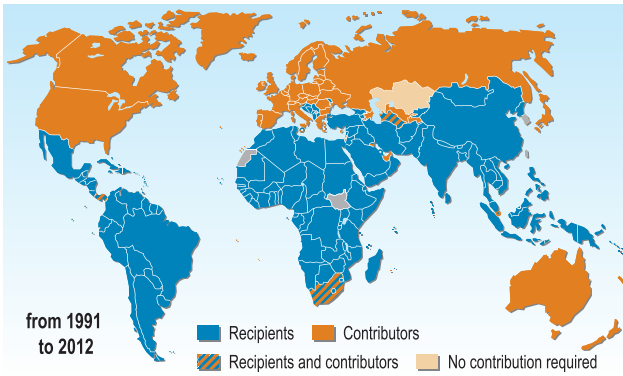 from 1991
to 2012
Recipients
Contributors
Recipients and contributors
No contribution required